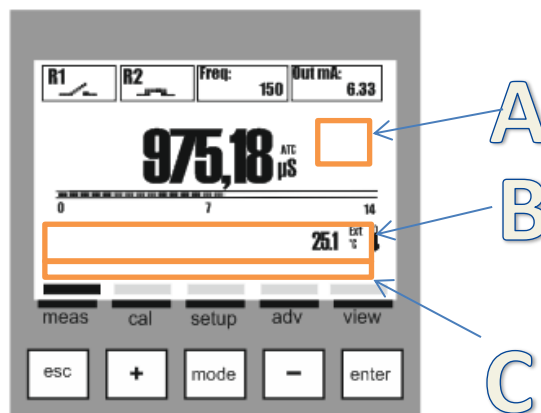 R1 R2 Freq: 150 Out mA: 6.33
A
975,18 ATC µS
0 7 14
B
25.1 Ext °C
meas cal setup adv view
esc + mode − enter
C